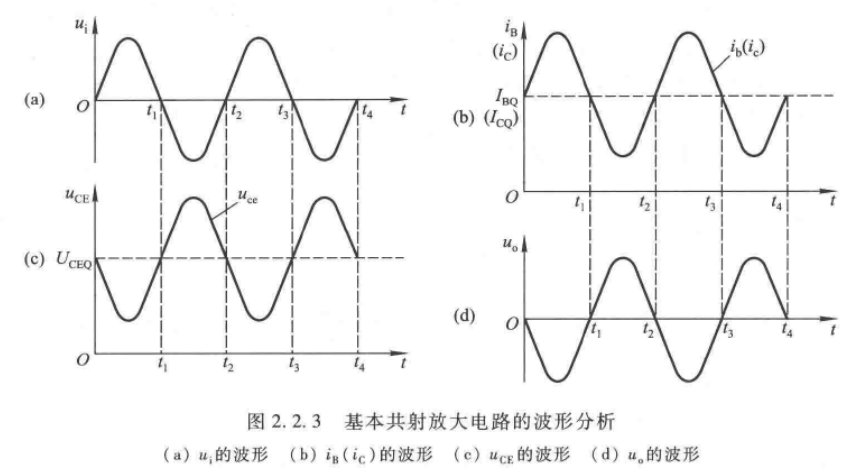 u_i
(a)
O t_1 t_2 t_3 t_4 t
u_CE
u_ce
(c) U_CEQ
O t_1 t_2 t_3 t_4 t
i_B
(i_C)
i_b(i_c)
I_BQ
(b) (I_CQ)
O t_1 t_2 t_3 t_4 t
u_o
(d)
O t_1 t_2 t_3 t_4 t
图 2.2.3 基本共射放大电路的波形分析
(a) u_i的波形 (b) i_B(i_C)的波形 (c) u_CE的波形 (d) u_o的波形